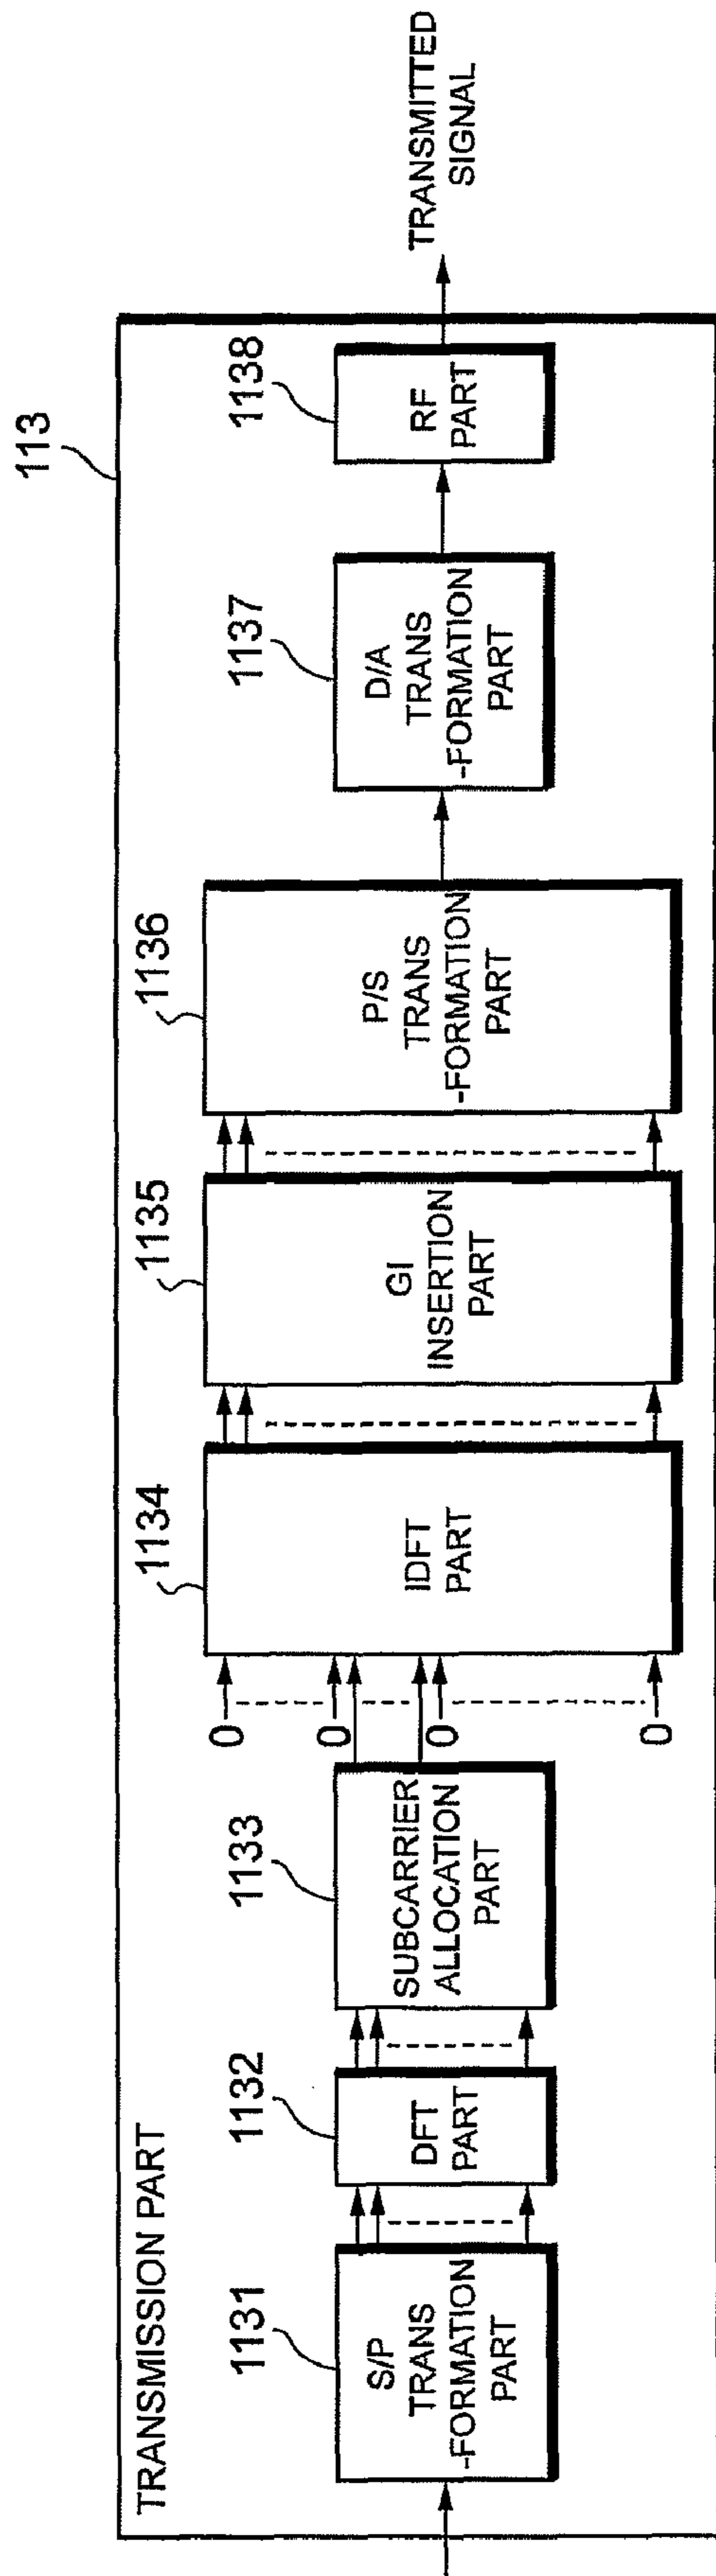 TRANSMISSION PART
113
1131
S/P
TRANS
-FORMATION
PART
1132
DFT
PART
1133
SUBCARRIER
ALLOCATION
PART
0
0
0
0
1134
IDFT
PART
1135
GI
INSERTION
PART
1136
P/S
TRANS
-FORMATION
PART
1137
D/A
TRANS
-FORMATION
PART
1138
RF
PART
TRANSMITTED
SIGNAL